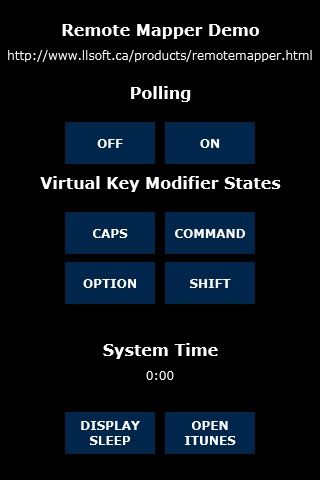 Remote Mapper Demo
http://www.llsoft.ca/products/remotemapper.html
Polling
OFF
ON
Virtual Key Modifier States
CAPS
COMMAND
OPTION
SHIFT
System Time
0:00
DISPLAY
SLEEP
OPEN
ITUNES